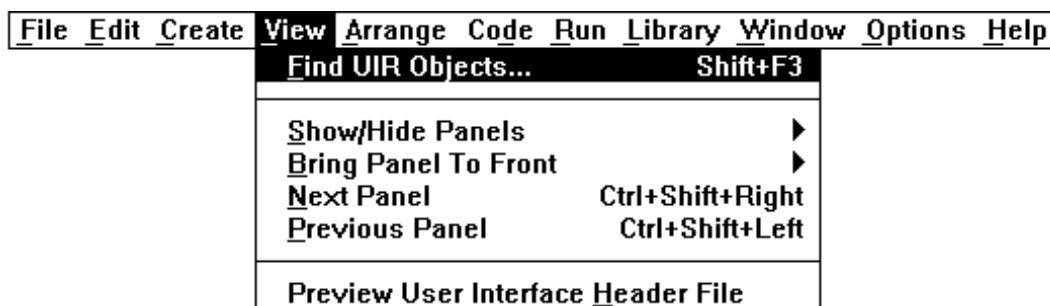 File Edit Create View Arrange Code Run Library Window Options Help
Find UIR Objects... Shift+F3
Show/Hide Panels
Bring Panel To Front
Next Panel Ctrl+Shift+Right
Previous Panel Ctrl+Shift+Left
Preview User Interface Header File